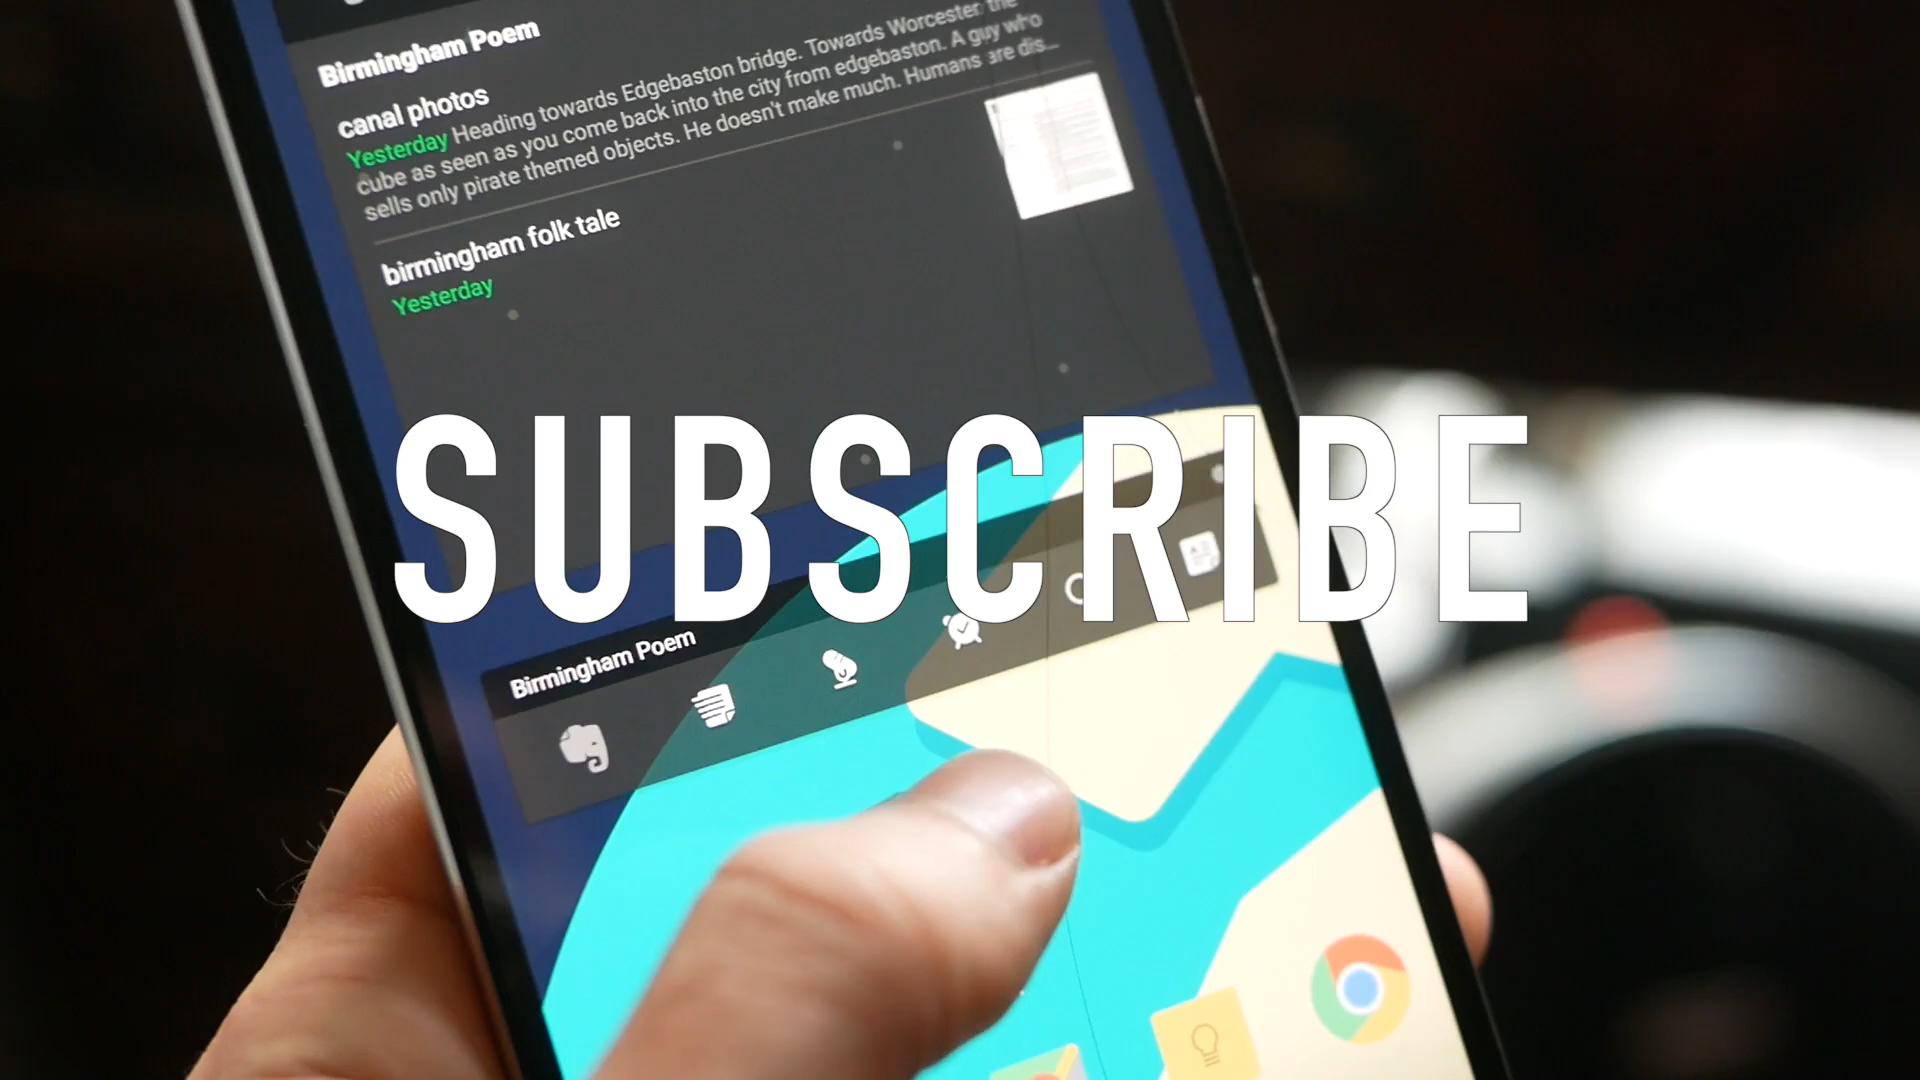 Birmingham Poem
canal photos
Yesterday Heading towards Edgebaston bridge. Towards Worcester the
cube as seen as you come back into the city from edgebaston. A guy who
sells only pirate themed objects. He doesn't make much. Humans are dis...
birmingham folk tale
Yesterday
SUBSCRIBE
Birmingham Poem